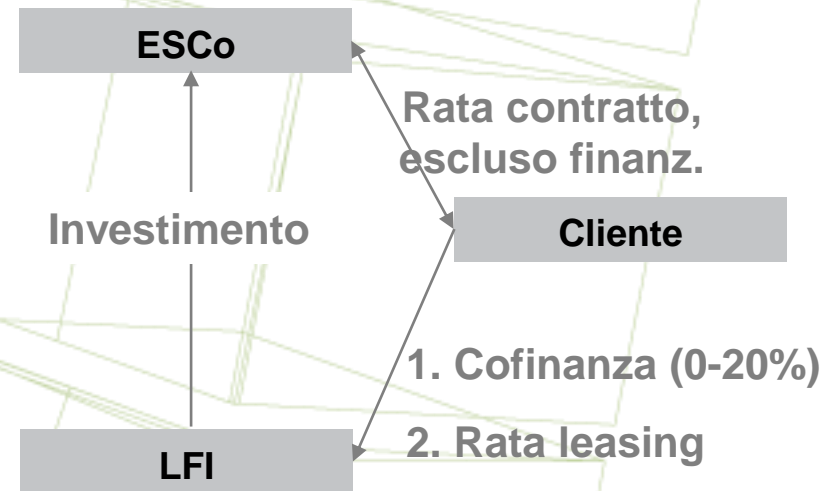 ESCo
Rata contratto,
escluso finanz.
Investimento
Cliente
1. Cofinanza (0-20%)
2. Rata leasing
LFI